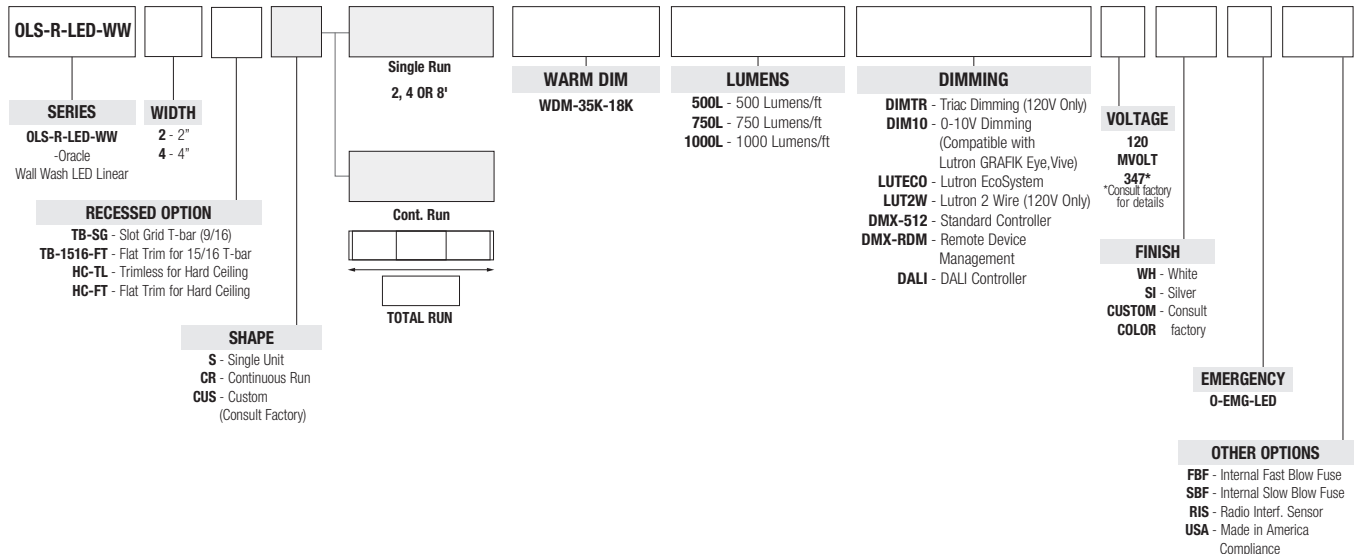 OLS-R-LED-WW
SERIES
OLS-R-LED-WW
-Oracle
Wall Wash LED Linear
WIDTH
2 - 2”
4 - 4”
RECESSED OPTION
TB-SG - Slot Grid T-bar (9/16)
TB-1516-FT - Flat Trim for 15/16 T-bar
HC-TL - Trimless for Hard Ceiling
HC-FT - Flat Trim for Hard Ceiling
SHAPE
S - Single Unit
CR - Continuous Run
CUS - Custom
(Consult Factory)
Single Run
2, 4 OR 8'
Cont. Run
TOTAL RUN
WARM DIM
WDM-35K-18K
LUMENS
500L - 500 Lumens/ft
750L - 750 Lumens/ft
1000L - 1000 Lumens/ft
DIMMING
DIMTR - Triac Dimming (120V Only)
DIM10 - 0-10V Dimming
(Compatible with
Lutron GRAFIK Eye,Vive)
LUTECO - Lutron EcoSystem
LUT2W - Lutron 2 Wire (120V Only)
DMX-512 - Standard Controller
DMX-RDM - Remote Device
Management
DALI - DALI Controller
VOLTAGE
120
MVOLT
347*
*Consult factory
for details
FINISH
WH - White
SI - Silver
CUSTOM - Consult
COLOR factory
EMERGENCY
O-EMG-LED
OTHER OPTIONS
FBF - Internal Fast Blow Fuse
SBF - Internal Slow Blow Fuse
RIS - Radio Interf. Sensor
USA - Made in America
Compliance